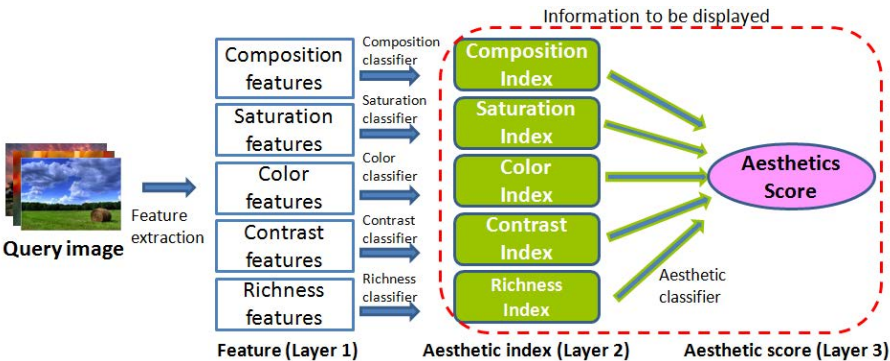 Information to be displayed
Composition
features
Composition
classifier
Composition
Index
Saturation
features
Saturation
classifier
Saturation
Index
Color
features
Color
classifier
Color
Index
Contrast
features
Contrast
classifier
Contrast
Index
Richness
features
Richness
classifier
Richness
Index
Query image
Feature
extraction
Aesthetics
Score
Aesthetic
classifier
Feature (Layer 1)
Aesthetic index (Layer 2)
Aesthetic score (Layer 3)